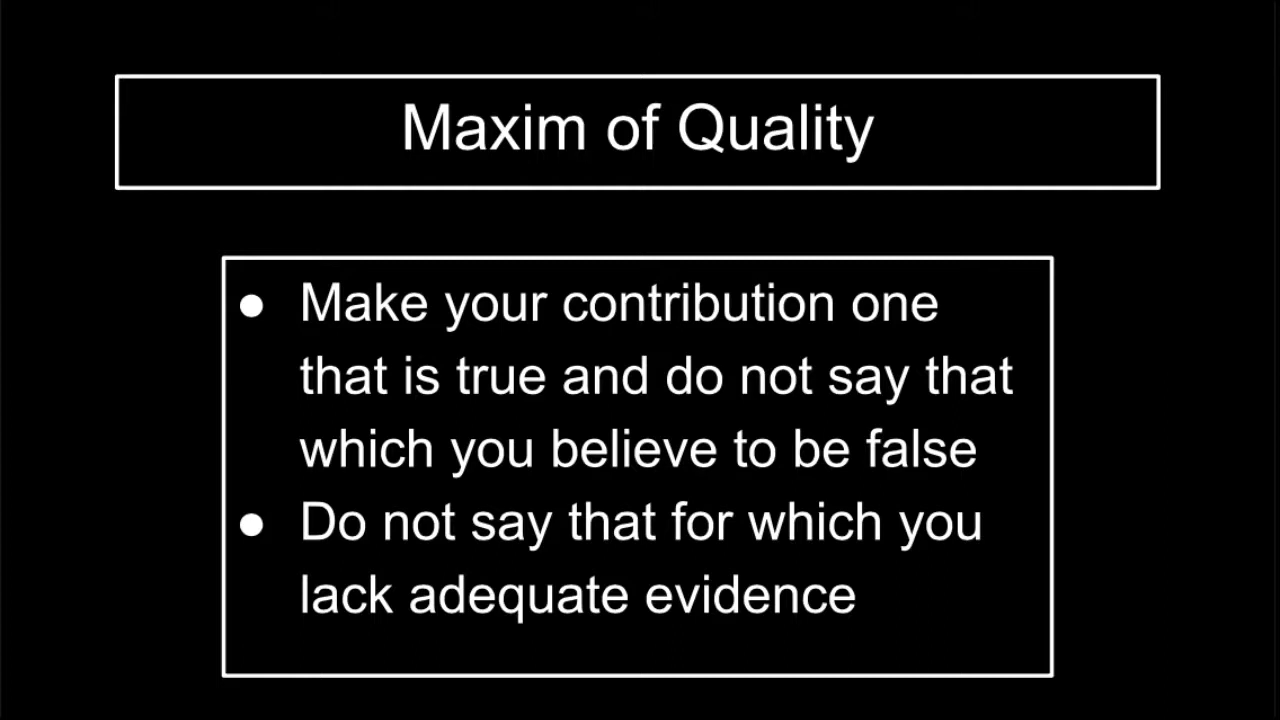 Maxim of Quality
● Make your contribution one
that is true and do not say that
which you believe to be false
● Do not say that for which you
lack adequate evidence